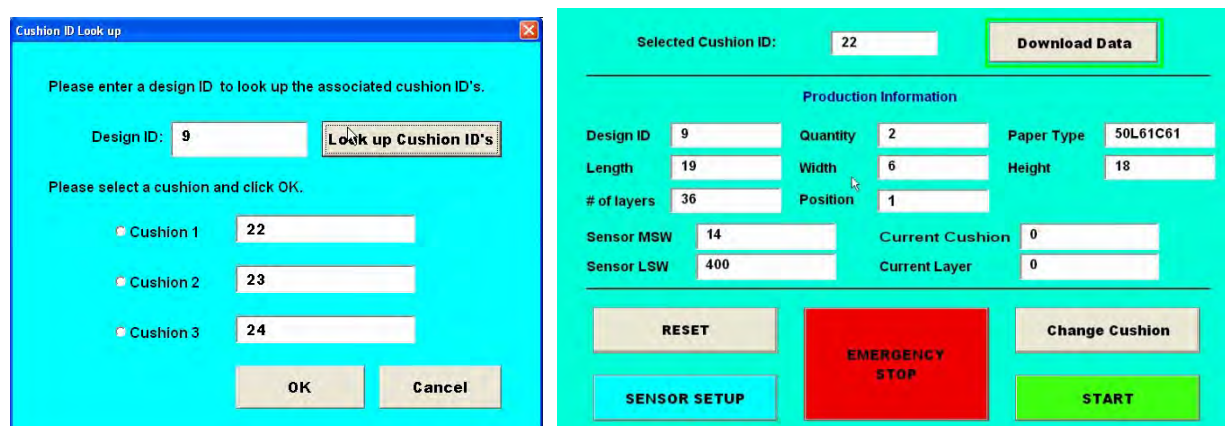 Cushion ID Look up
Please enter a design ID to look up the associated cushion ID's.
Design ID: 9 Look up Cushion ID's
Please select a cushion and click OK.
Cushion 1 22
Cushion 2 23
Cushion 3 24
OK Cancel
Selected Cushion ID: 22 Download Data
Production Information
Design ID 9 Quantity 2 Paper Type 50L61C61
Length 19 Width 6 Height 18
# of layers 36 Position 1
Sensor MSW 14 Current Cushion 0
Sensor LSW 400 Current Layer 0
RESET EMERGENCY STOP Change Cushion
SENSOR SETUP START